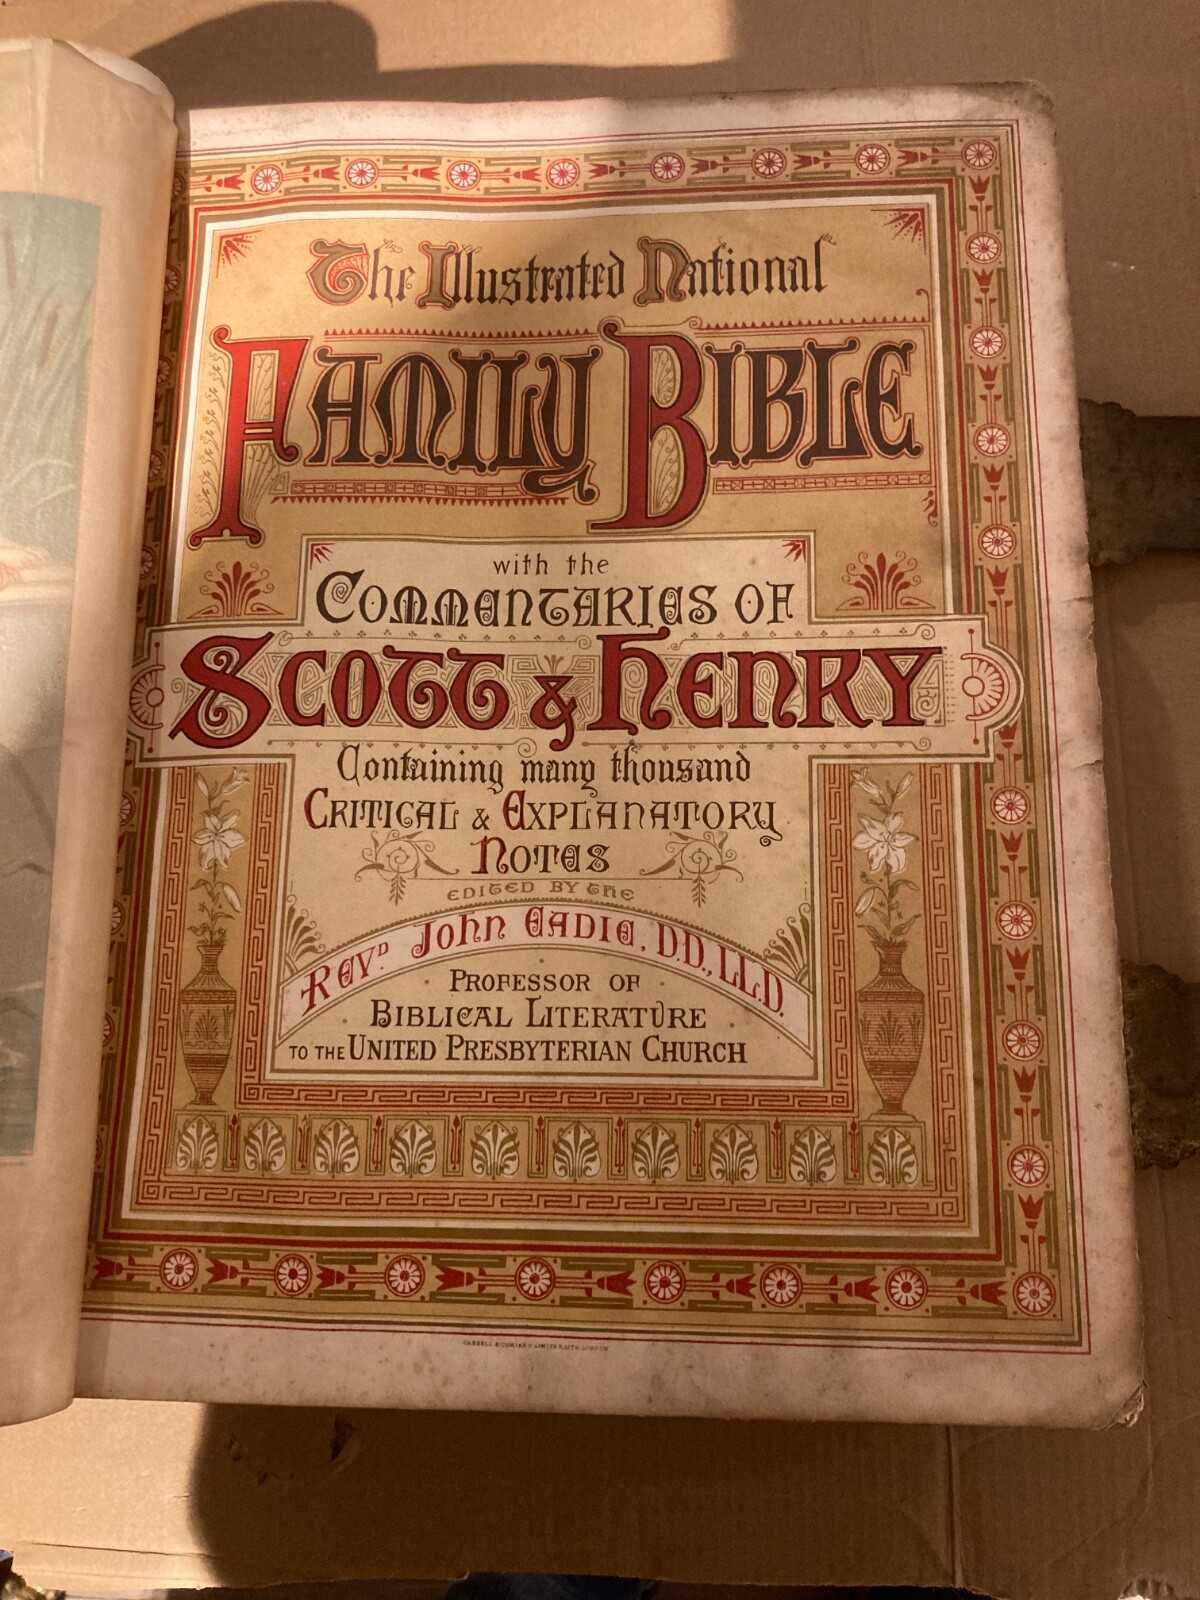 The Illustrated National
FAMILY BIBLE
with the
COMMENTARIES OF
SCOTT & HENRY
Containing many thousand
CRITICAL & EXPLANATORY
NOTES
EDITED BY THE
REVD. JOHN EADIE, D.D., LL.D.
PROFESSOR OF
BIBLICAL LITERATURE
TO THE UNITED PRESBYTERIAN CHURCH
LONDON